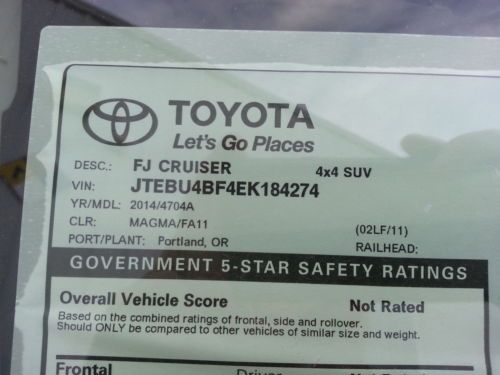 TOYOTA
Let's Go Places
DESC.: FJ CRUISER 4x4 SUV
VIN: JTEBU4BF4EK184274
YR/MDL: 2014/4704A
CLR: MAGMA/FA11 (02LF/11)
PORT/PLANT: Portland, OR RAILHEAD:
GOVERNMENT 5-STAR SAFETY RATINGS
Overall Vehicle Score Not Rated
Based on the combined ratings of frontal, side and rollover.
Should ONLY be compared to other vehicles of similar size and weight.
Frontal Driver